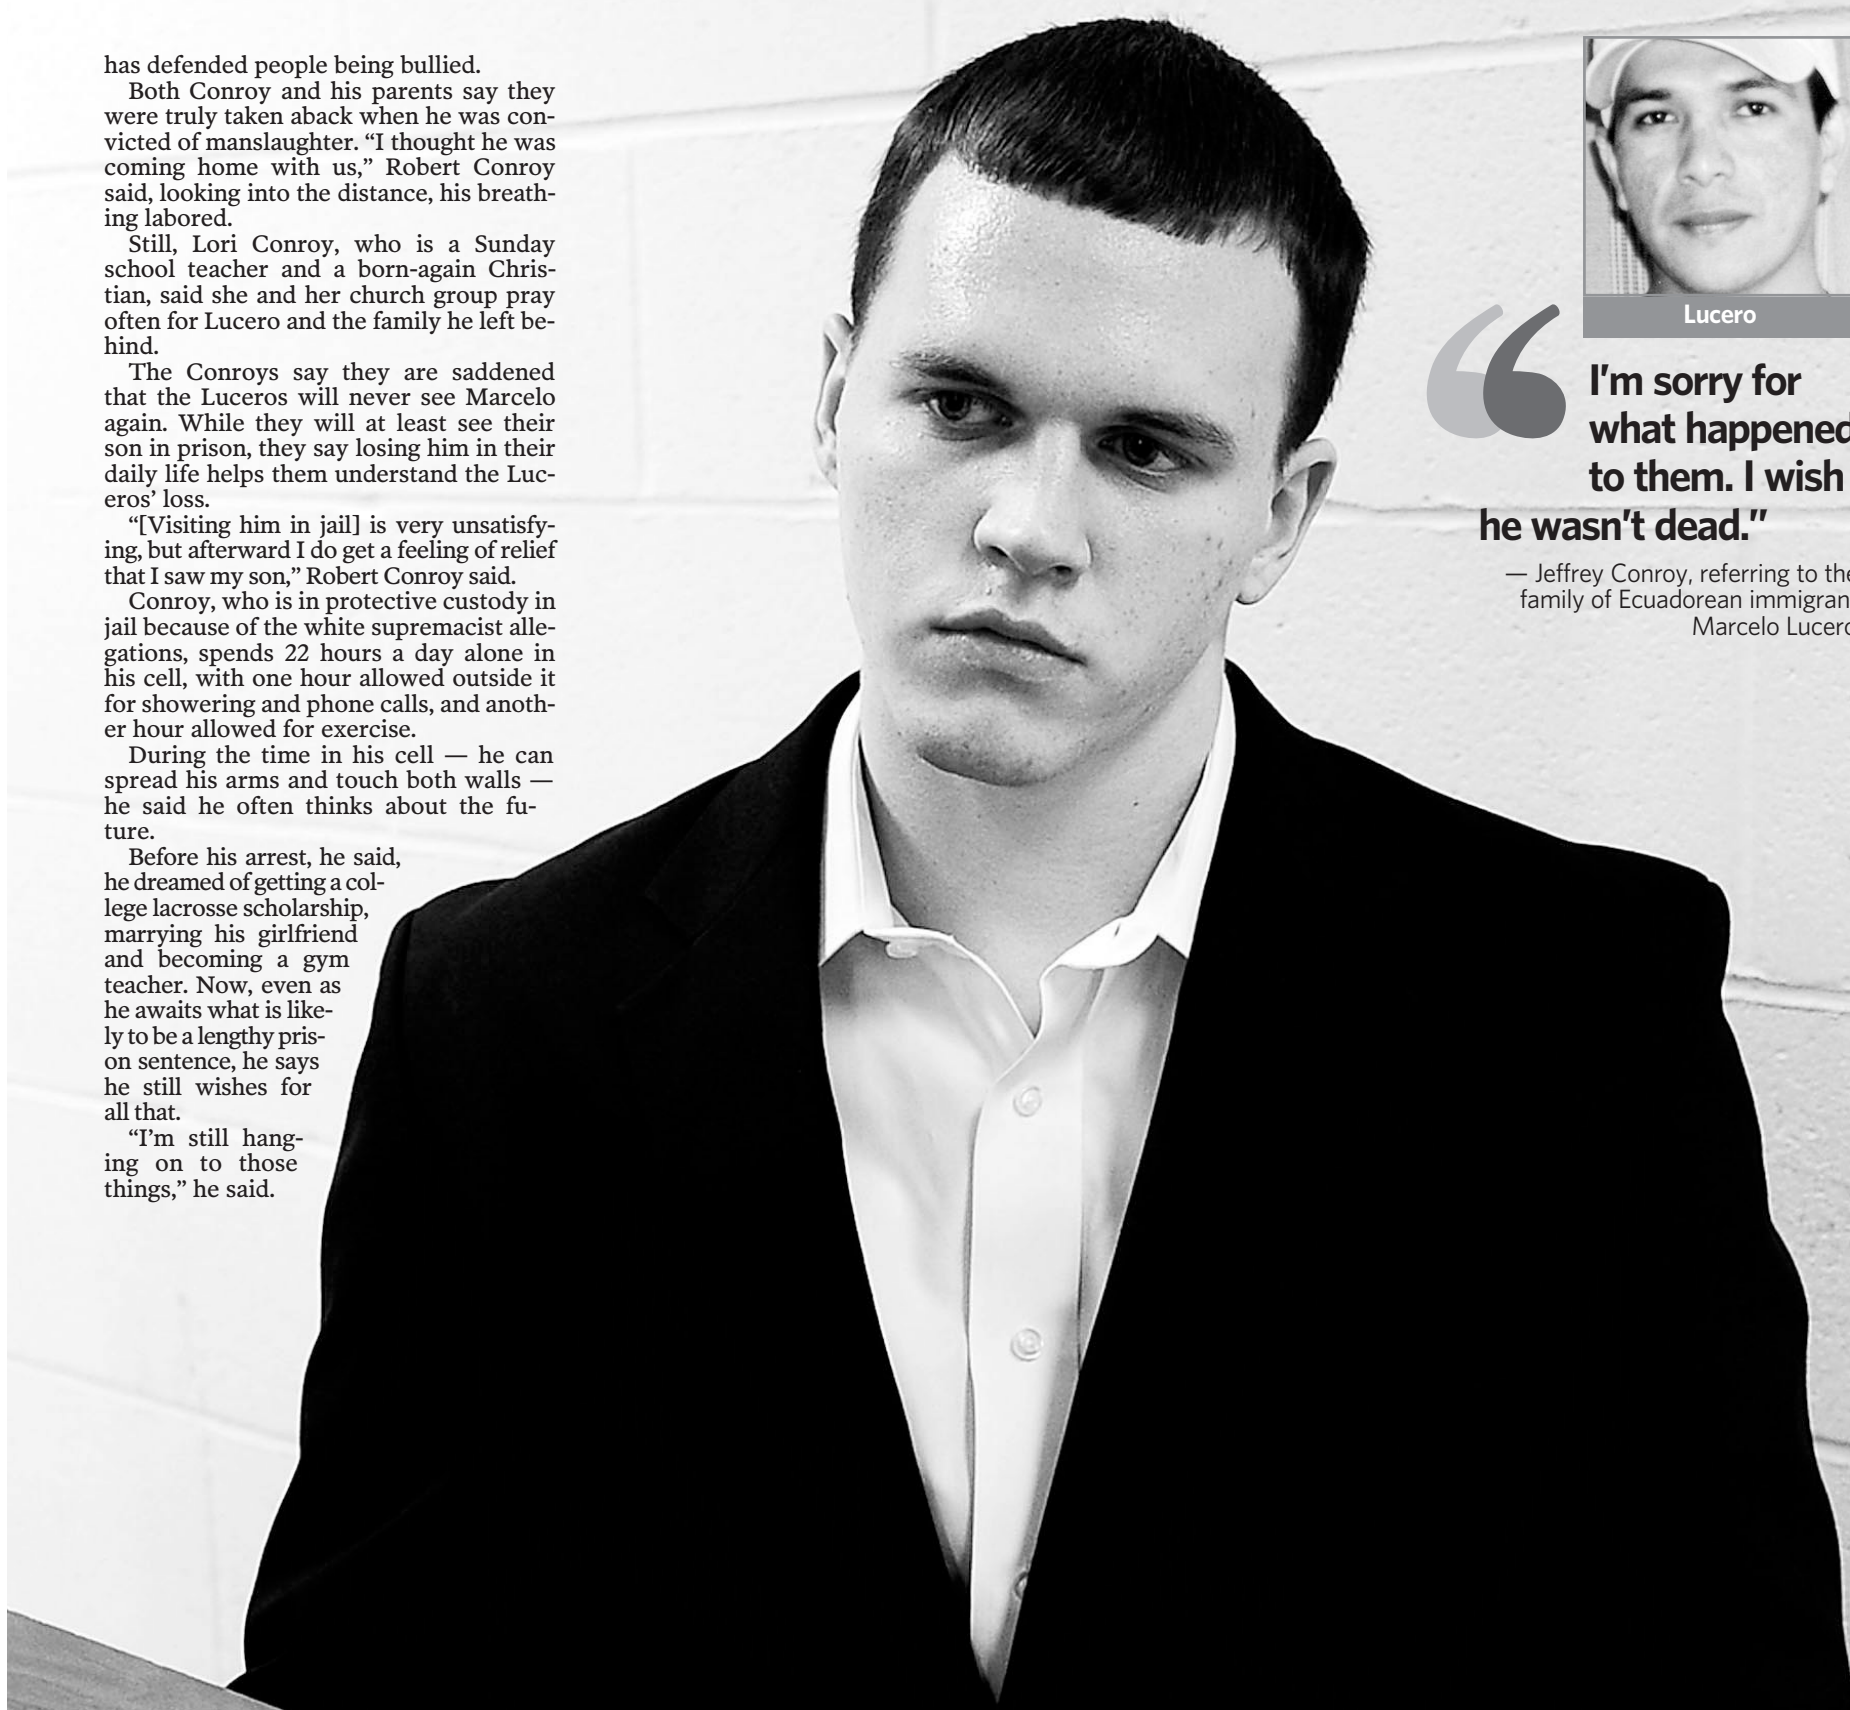 has defended people being bullied.
Both Conroy and his parents say they
were truly taken aback when he was con-
victed of manslaughter. “I thought he was
coming home with us,” Robert Conroy
said, looking into the distance, his breath-
ing labored.
Still, Lori Conroy, who is a Sunday
school teacher and a born-again Chris-
tian, said she and her church group pray
often for Lucero and the family he left be-
hind.
The Conroys say they are saddened
that the Luceros will never see Marcelo
again. While they will at least see their
son in prison, they say losing him in their
daily life helps them understand the Luc-
eros’ loss.
“[Visiting him in jail] is very unsatisfy-
ing, but afterward I do get a feeling of relief
that I saw my son,” Robert Conroy said.
Conroy, who is in protective custody in
jail because of the white supremacist alle-
gations, spends 22 hours a day alone in
his cell, with one hour allowed outside it
for showering and phone calls, and anoth-
er hour allowed for exercise.
During the time in his cell — he can
spread his arms and touch both walls —
he said he often thinks about the fu-
ture.
Before his arrest, he said,
he dreamed of getting a col-
lege lacrosse scholarship,
marrying his girlfriend
and becoming a gym
teacher. Now, even as
he awaits what is like-
ly to be a lengthy pris-
on sentence, he says
he still wishes for
all that.
“I’m still hang-
ing on to those
things,” he said.
Lucero
“I'm sorry for
what happened
to them. I wish
he wasn't dead.”
— Jeffrey Conroy, referring to the
family of Ecuadorean immigran
Marcelo Lucero